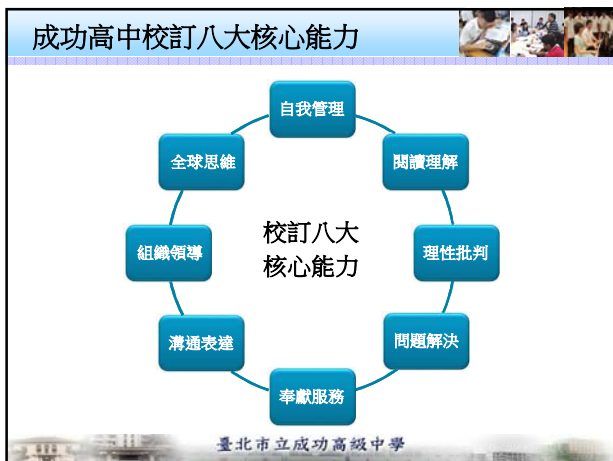 成功高中校訂八大核心能力
自我管理
閱讀理解
理性批判
問題解決
奉獻服務
溝通表達
組織領導
全球思維
校訂八大
核心能力
臺北市立成功高級中學